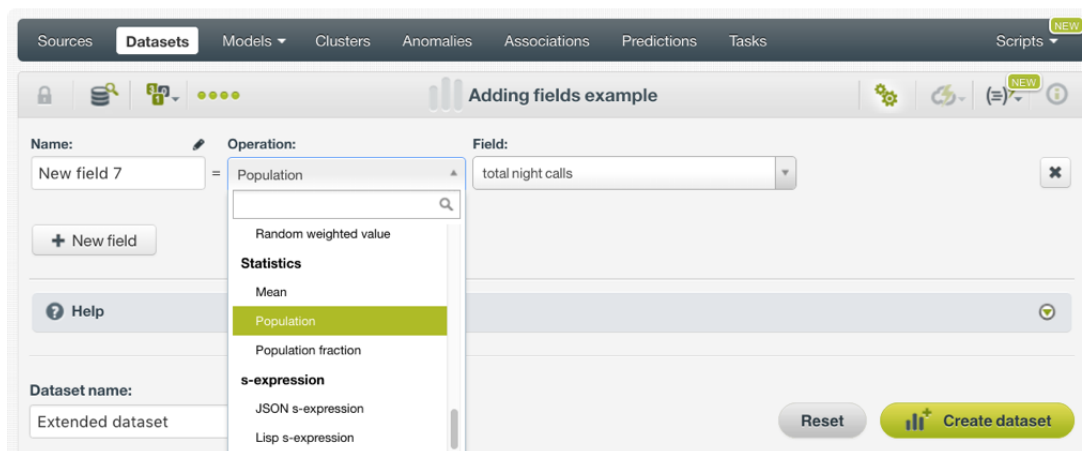 NEW
Sources Datasets Models Clusters Anomalies Associations Predictions Tasks Scripts
NEW
Adding fields example
Name: Operation: Field:
New field 7 = Population total night calls
+ New field
Random weighted value
Statistics
Mean
Population
Population fraction
s-expression
JSON s-expression
Lisp s-expression
? Help
Dataset name:
Extended dataset
Reset Create dataset